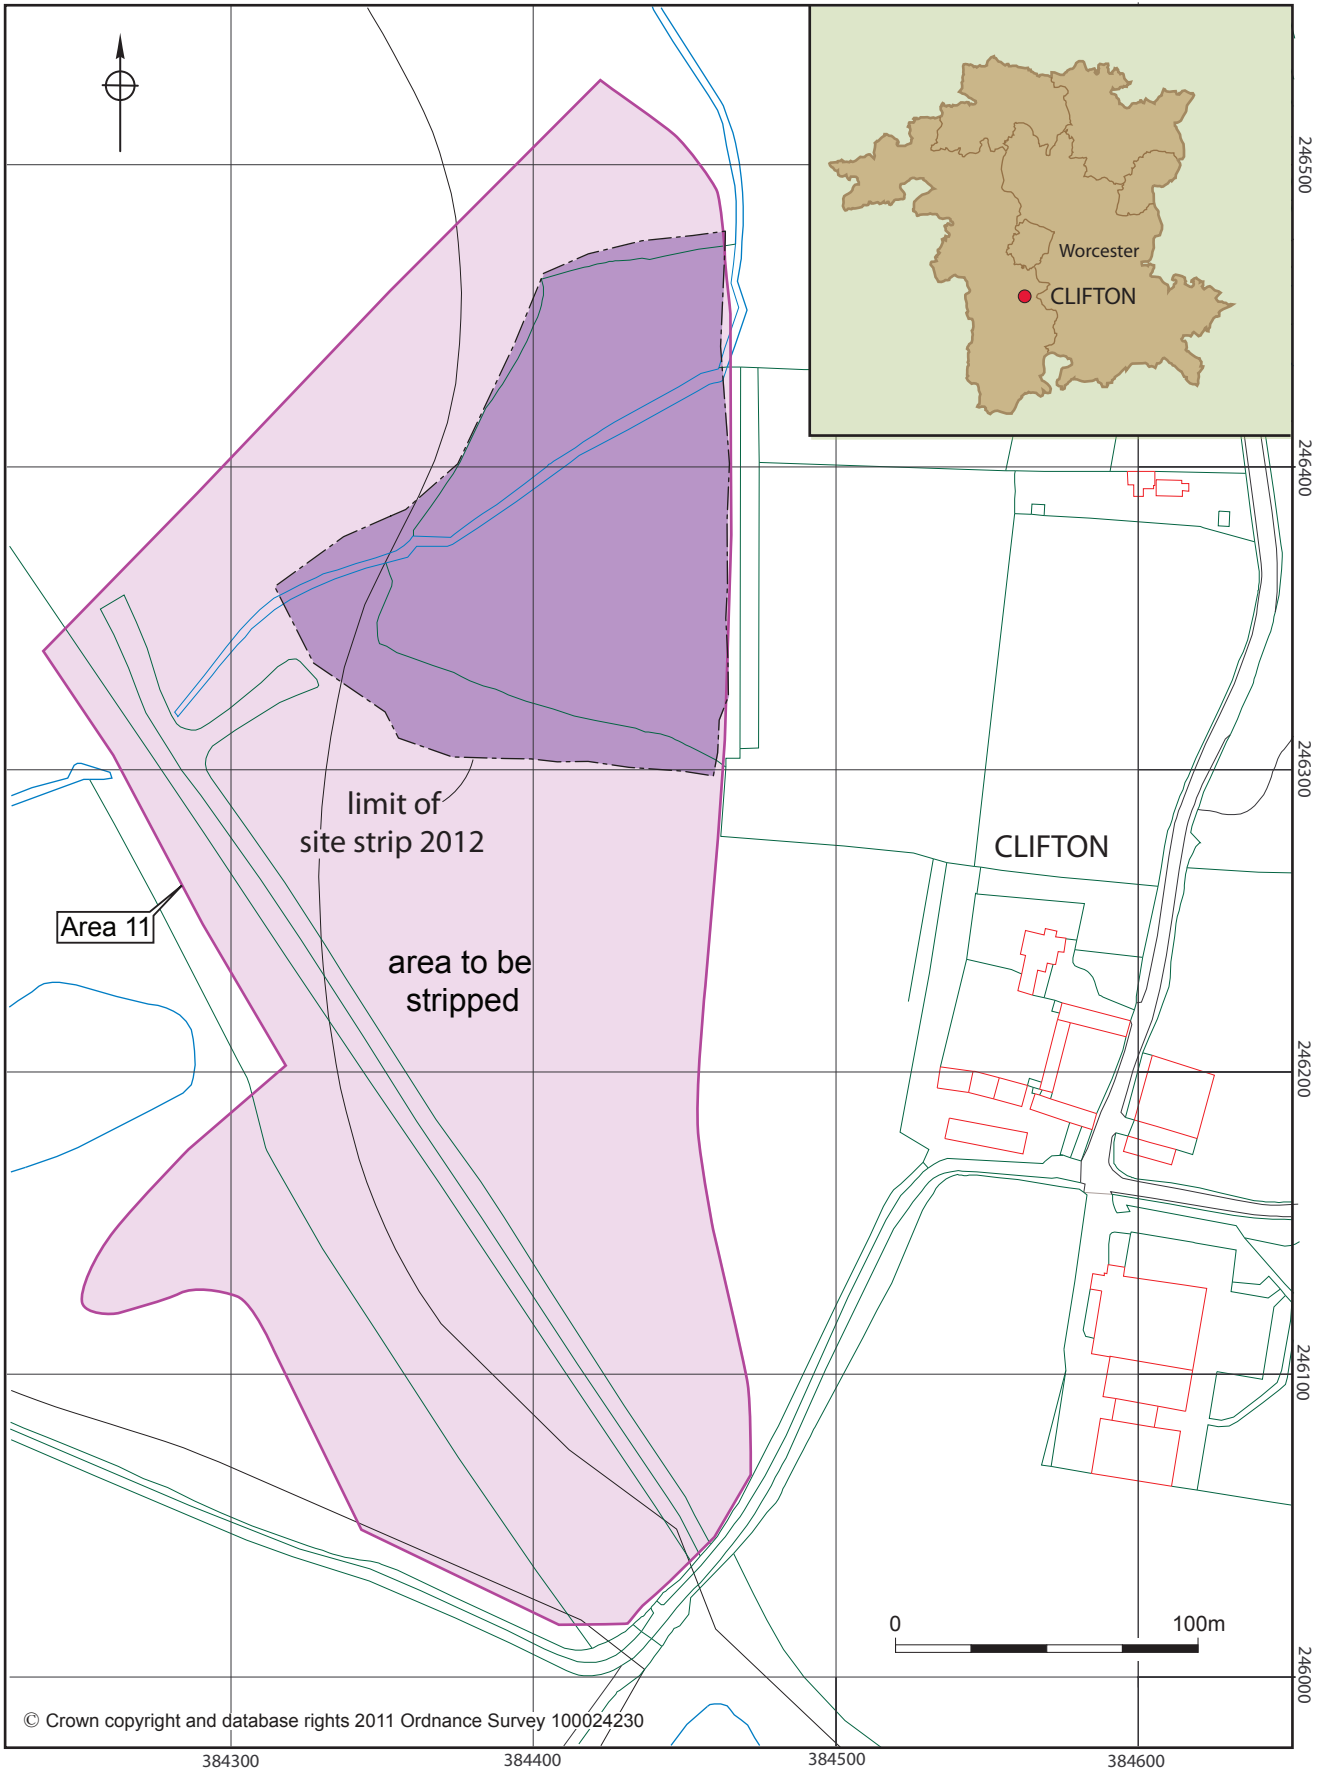 Worcester
CLIFTON
246500
246400
246300
246200
246100
246000
limit of
site strip 2012
CLIFTON
Area 11
area to be
stripped
0 100m
© Crown copyright and database rights 2011 Ordnance Survey 100024230
384300 384400 384500 384600